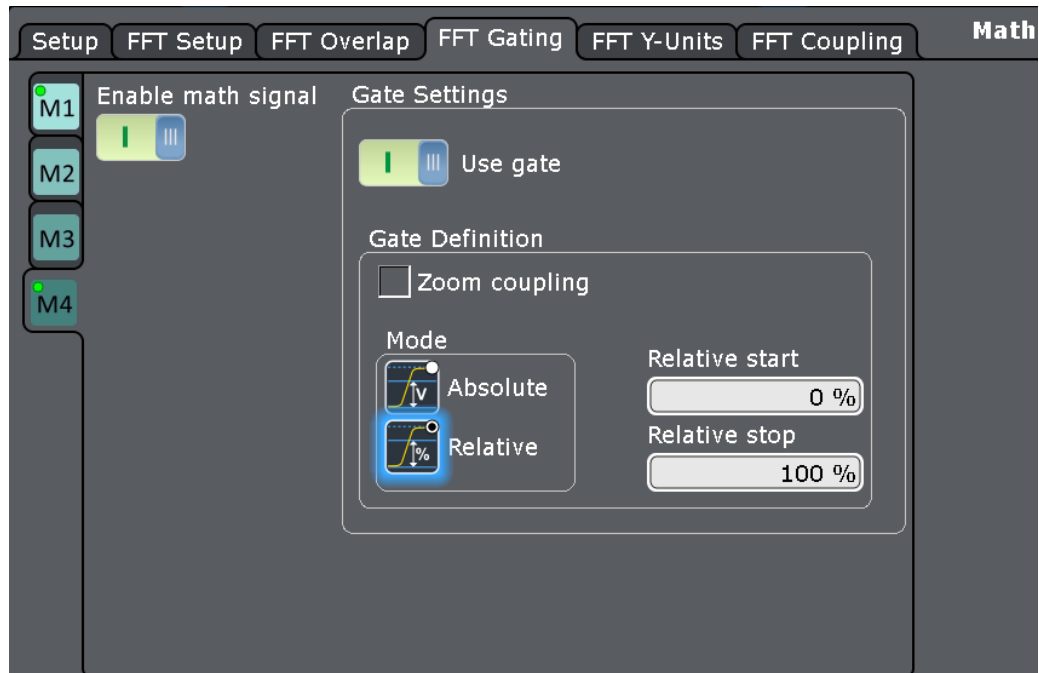 Setup FFT Setup FFT Overlap FFT Gating FFT Y-Units FFT Coupling Math
M1
M2
M3
M4
Enable math signal
Gate Settings
Use gate
Gate Definition
Zoom coupling
Mode
V Absolute
% Relative
Relative start
0 %
Relative stop
100 %